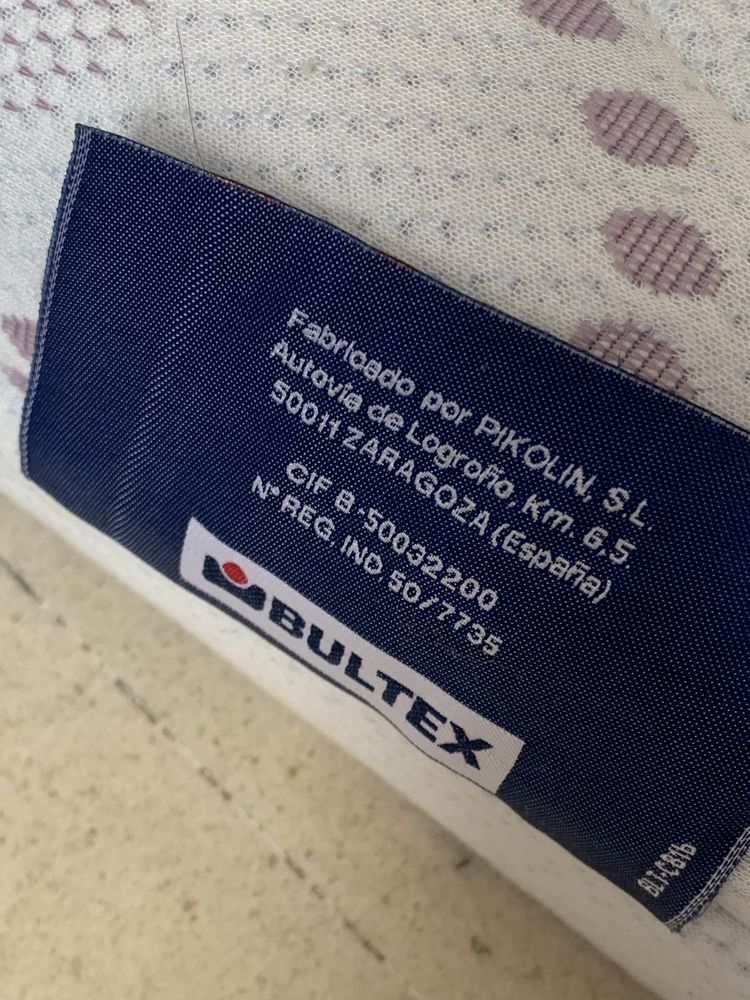 Fabricado por PIKOLIN, S.L.
Autovía de Logroño, Km. 6,5
50011 ZARAGOZA (España)
CIF B-50032200
Nº REG IND 50/7735
BULTEX